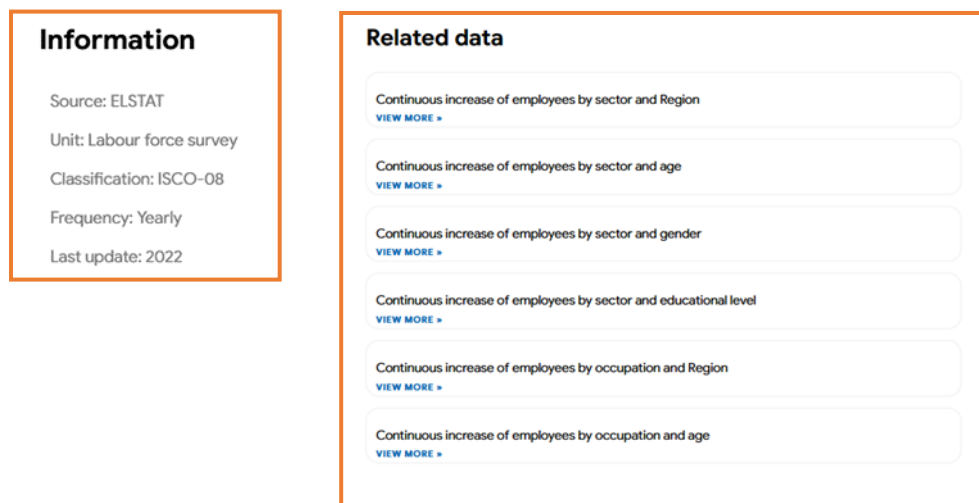 Information
Source: ELSTAT
Unit: Labour force survey
Classification: ISCO-08
Frequency: Yearly
Last update: 2022
Related data
Continuous increase of employees by sector and Region
VIEW MORE »
Continuous increase of employees by sector and age
VIEW MORE »
Continuous increase of employees by sector and gender
VIEW MORE »
Continuous increase of employees by sector and educational level
VIEW MORE »
Continuous increase of employees by occupation and Region
VIEW MORE »
Continuous increase of employees by occupation and age
VIEW MORE »